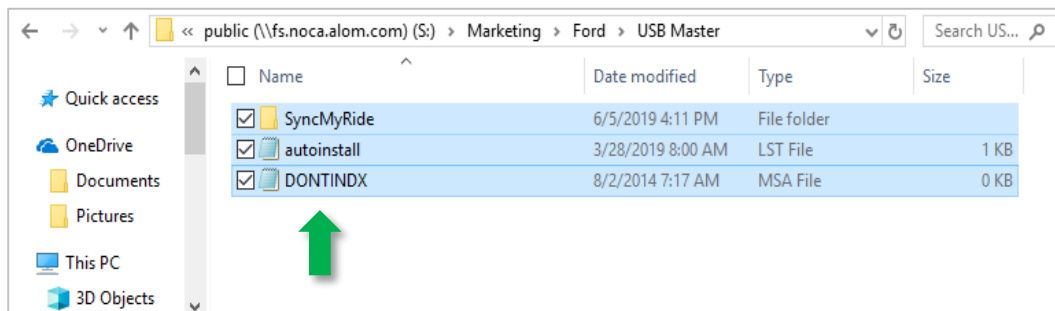 « public (\\fs.noca.alom.com) (S:) > Marketing > Ford > USB Master
Search US...
Name Date modified Type Size
Quick access
SyncMyRide 6/5/2019 4:11 PM File folder
autoinstall 3/28/2019 8:00 AM LST File 1 KB
OneDrive
DONTINDX 8/2/2014 7:17 AM MSA File 0 KB
Documents
Pictures
This PC
3D Objects